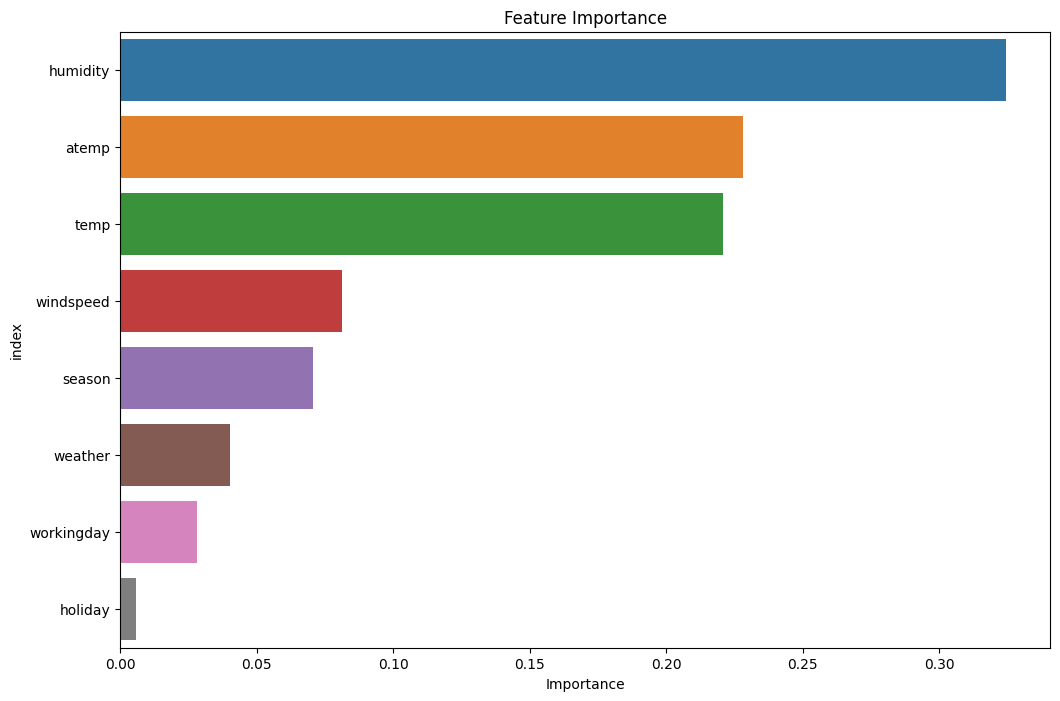 Feature Importance
humidity
atemp
temp
windspeed
season
weather
workingday
holiday
index
0.00 0.05 0.10 0.15 0.20 0.25 0.30
Importance